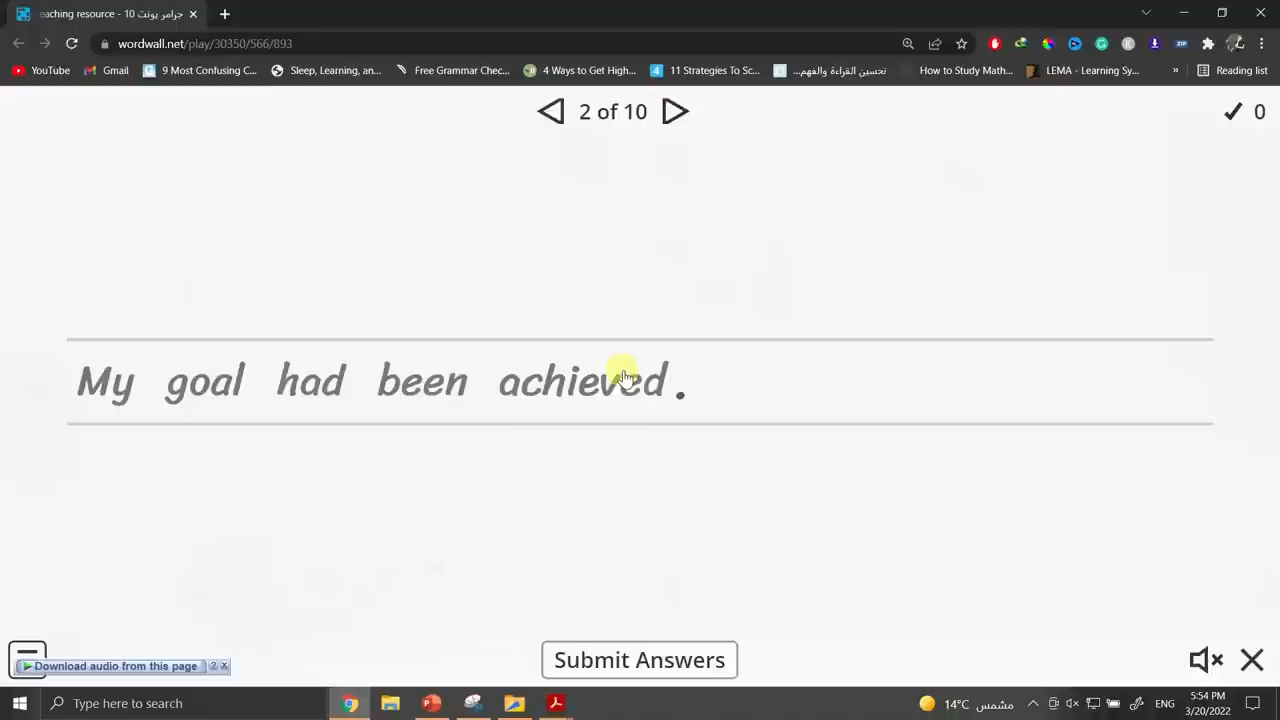 eaching resource - 10 جرامر يونت
wordwall.net/play/30350/566/893
YouTube
Gmail
9 Most Confusing C...
Sleep, Learning, an...
Free Grammar Chec...
4 Ways to Get High...
11 Strategies To Sc...
تحسين القراءة والفهم...
How to Study Math...
LEMA - Learning Sy...
»
Reading list
2 of 10
0
My goal had been achieved.
Submit Answers
Download audio from this page
Type here to search
14°C مشمس
ENG
5:54 PM
3/20/2022